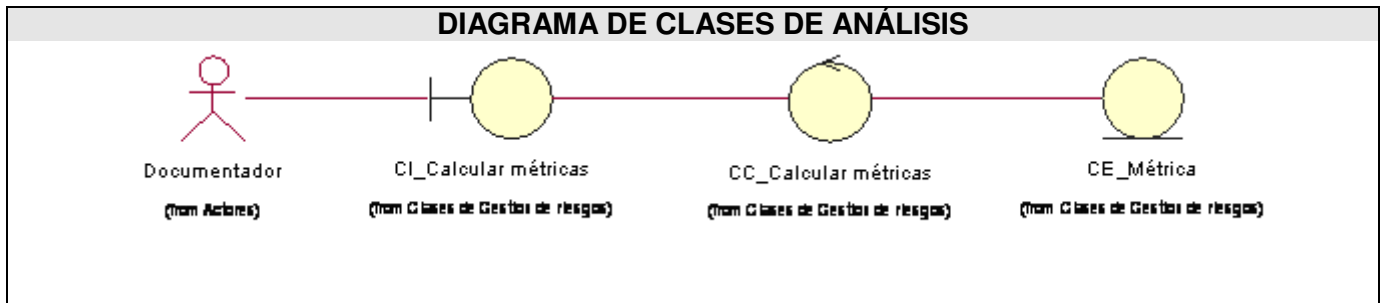 DIAGRAMA DE CLASES DE ANÁLISIS
Documentador
CI_Calcular métricas
CC_Calcular métricas
CE_Métrica
(from Actores)
(from Clases de Gestion de riesgos)
(from Clases de Gestion de riesgos)
(from Clases de Gestion de riesgos)